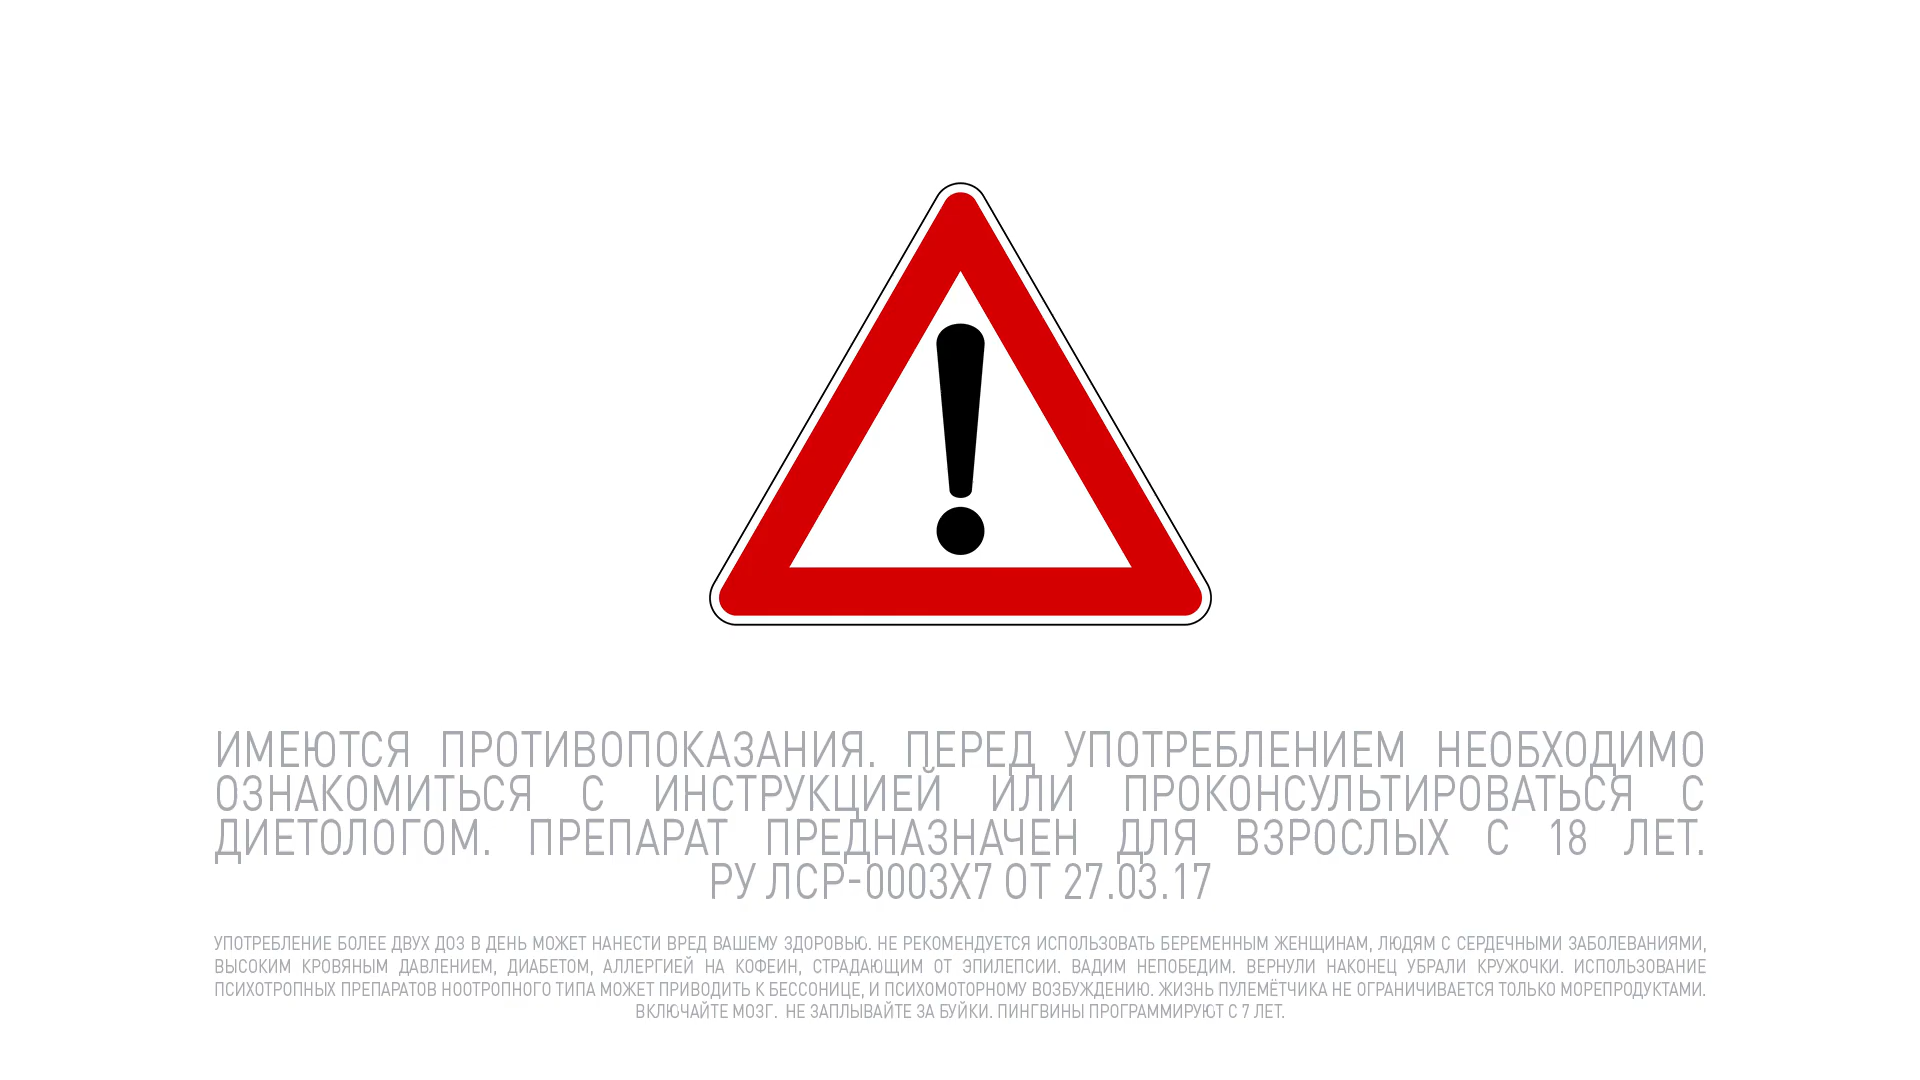 ИМЕЮТСЯ ПРОТИВОПОКАЗАНИЯ. ПЕРЕД УПОТРЕБЛЕНИЕМ НЕОБХОДИМО
ОЗНАКОМИТЬСЯ С ИНСТРУКЦИЕЙ ИЛИ ПРОКОНСУЛЬТИРОВАТЬСЯ С
ДИЕТОЛОГОМ. ПРЕПАРАТ ПРЕДНАЗНАЧЕН ДЛЯ ВЗРОСЛЫХ С 18 ЛЕТ.
РУ ЛСР-0003Х7 ОТ 27.03.17
УПОТРЕБЛЕНИЕ БОЛЕЕ ДВУХ ДОЗ В ДЕНЬ МОЖЕТ НАНЕСТИ ВРЕД ВАШЕМУ ЗДОРОВЬЮ. НЕ РЕКОМЕНДУЕТСЯ ИСПОЛЬЗОВАТЬ БЕРЕМЕННЫМ ЖЕНЩИНАМ, ЛЮДЯМ С СЕРДЕЧНЫМИ ЗАБОЛЕВАНИЯМИ,
ВЫСОКИМ КРОВЯНЫМ ДАВЛЕНИЕМ, ДИАБЕТОМ, АЛЛЕРГИЕЙ НА КОФЕИН, СТРАДАЮЩИМ ОТ ЭПИЛЕПСИИ. ВАДИМ НЕПОБЕДИМ. ВЕРНУЛИ НАКОНЕЦ УБРАЛИ КРУЖОЧКИ. ИСПОЛЬЗОВАНИЕ
ПСИХОТРОПНЫХ ПРЕПАРАТОВ НООТРОПНОГО ТИПА МОЖЕТ ПРИВОДИТЬ К БЕССОНИЦЕ, И ПСИХОМОТОРНОМУ ВОЗБУЖДЕНИЮ. ЖИЗНЬ ПУЛЕМЁТЧИКА НЕ ОГРАНИЧИВАЕТСЯ ТОЛЬКО МОРЕПРОДУКТАМИ.
ВКЛЮЧАЙТЕ МОЗГ. НЕ ЗАПЛЫВАЙТЕ ЗА БУЙКИ. ПИНГВИНЫ ПРОГРАММИРУЮТ С 7 ЛЕТ.